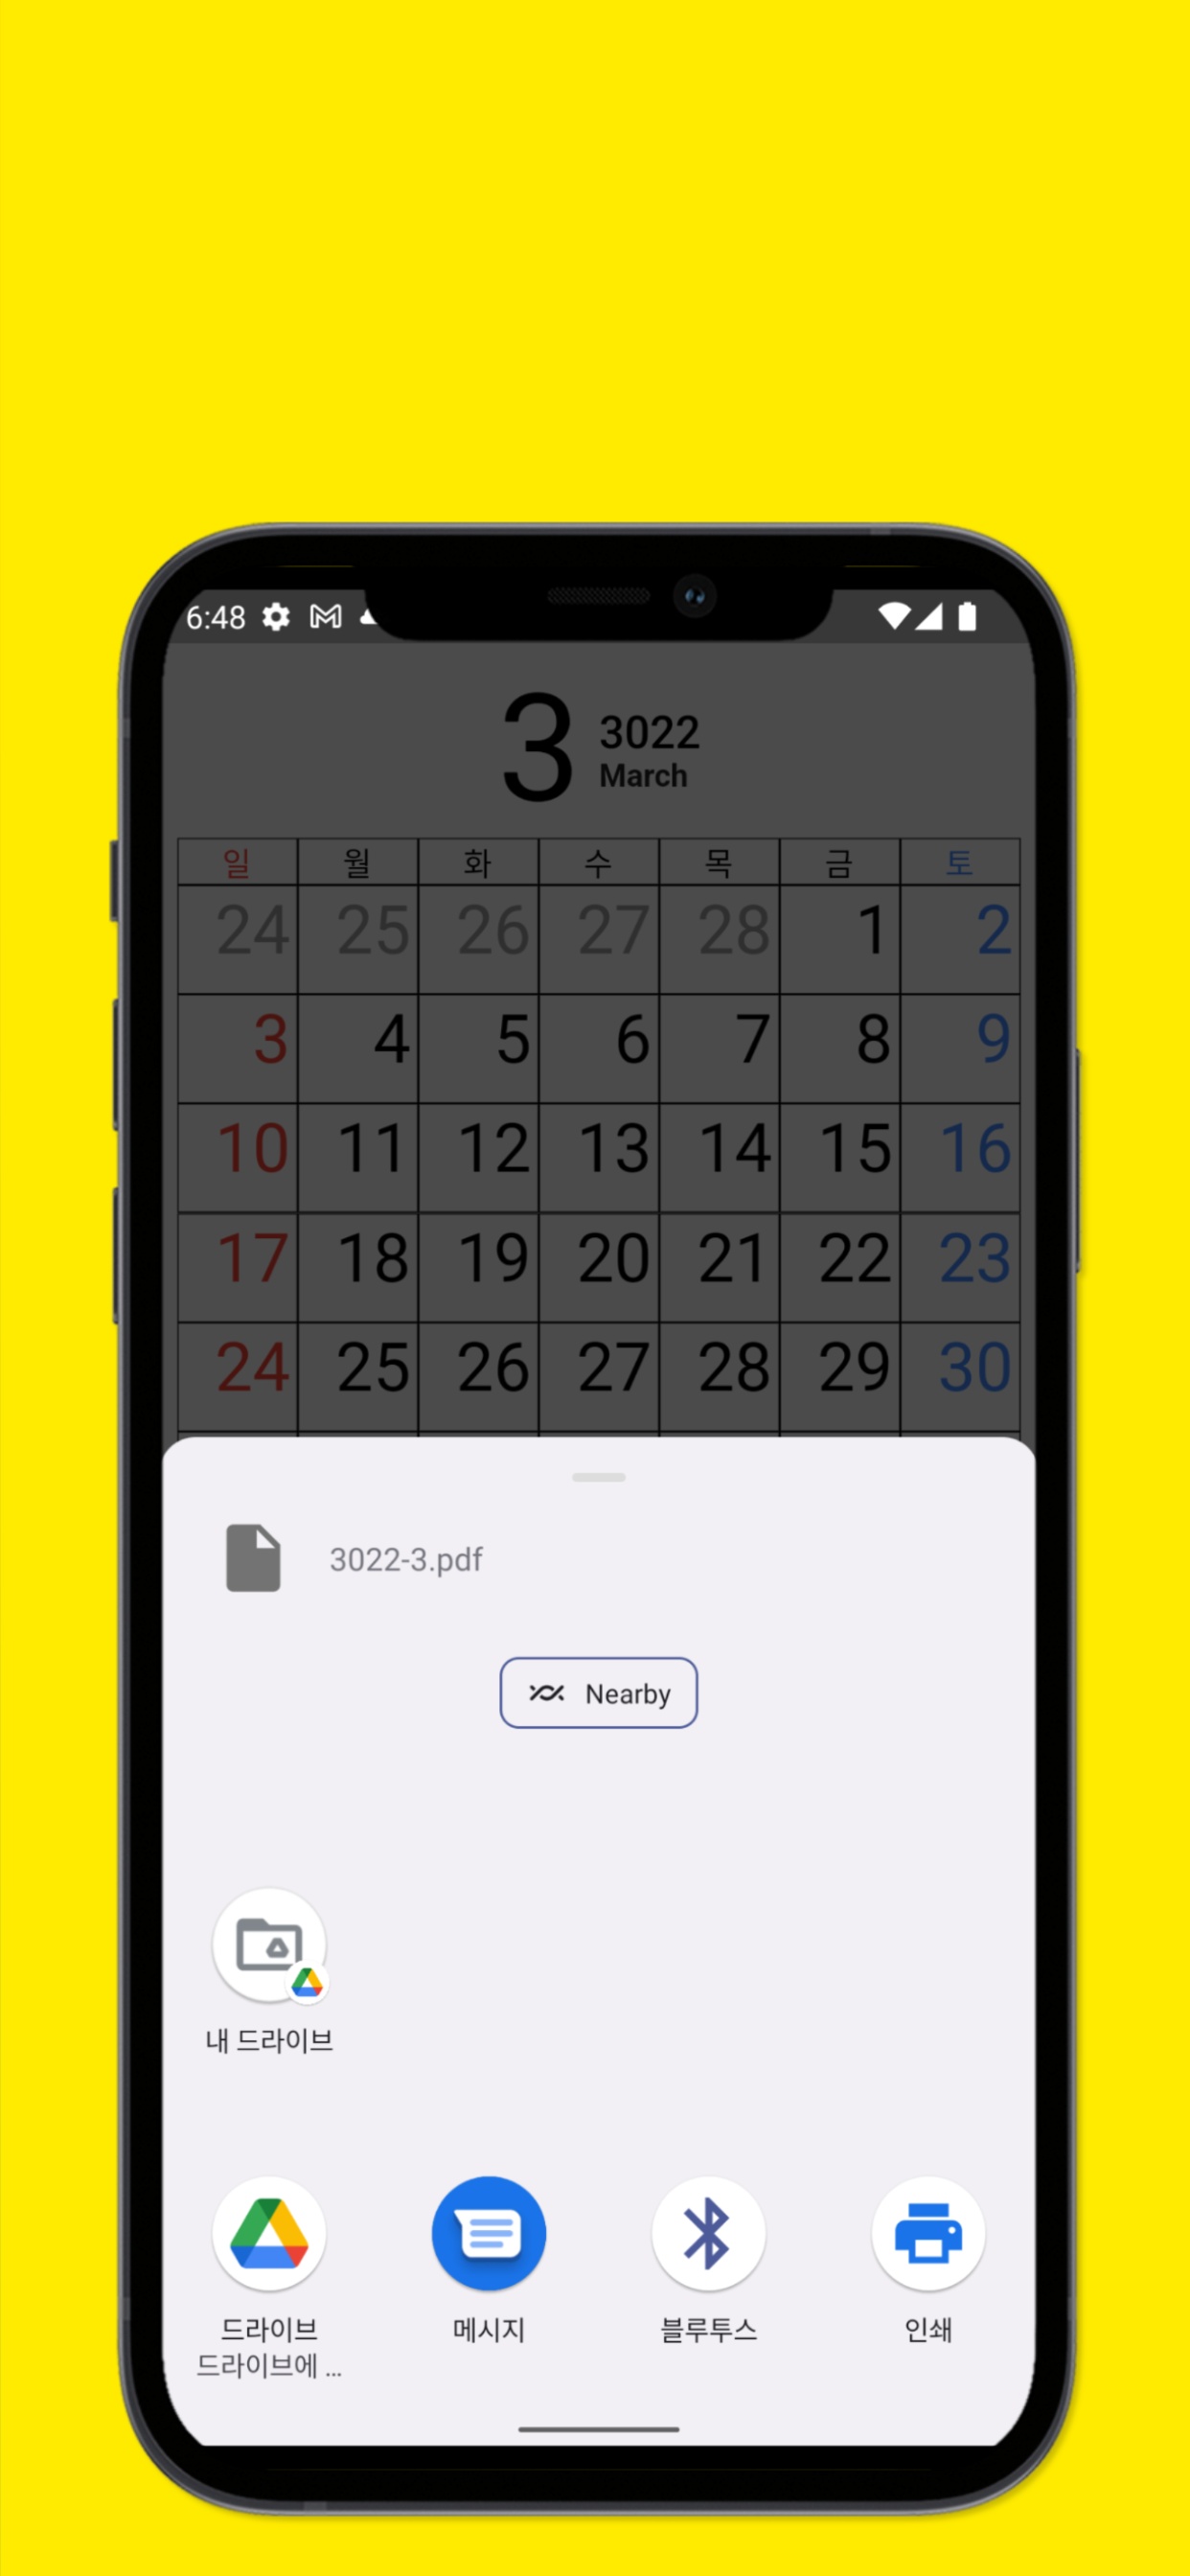 6:48
3 3022
March
일 월 화 수 목 금 토
24 25 26 27 28 1 2
3 4 5 6 7 8 9
10 11 12 13 14 15 16
17 18 19 20 21 22 23
24 25 26 27 28 29 30
3022-3.pdf
Nearby
내 드라이브
드라이브 메시지 블루투스 인쇄
드라이브에 ...